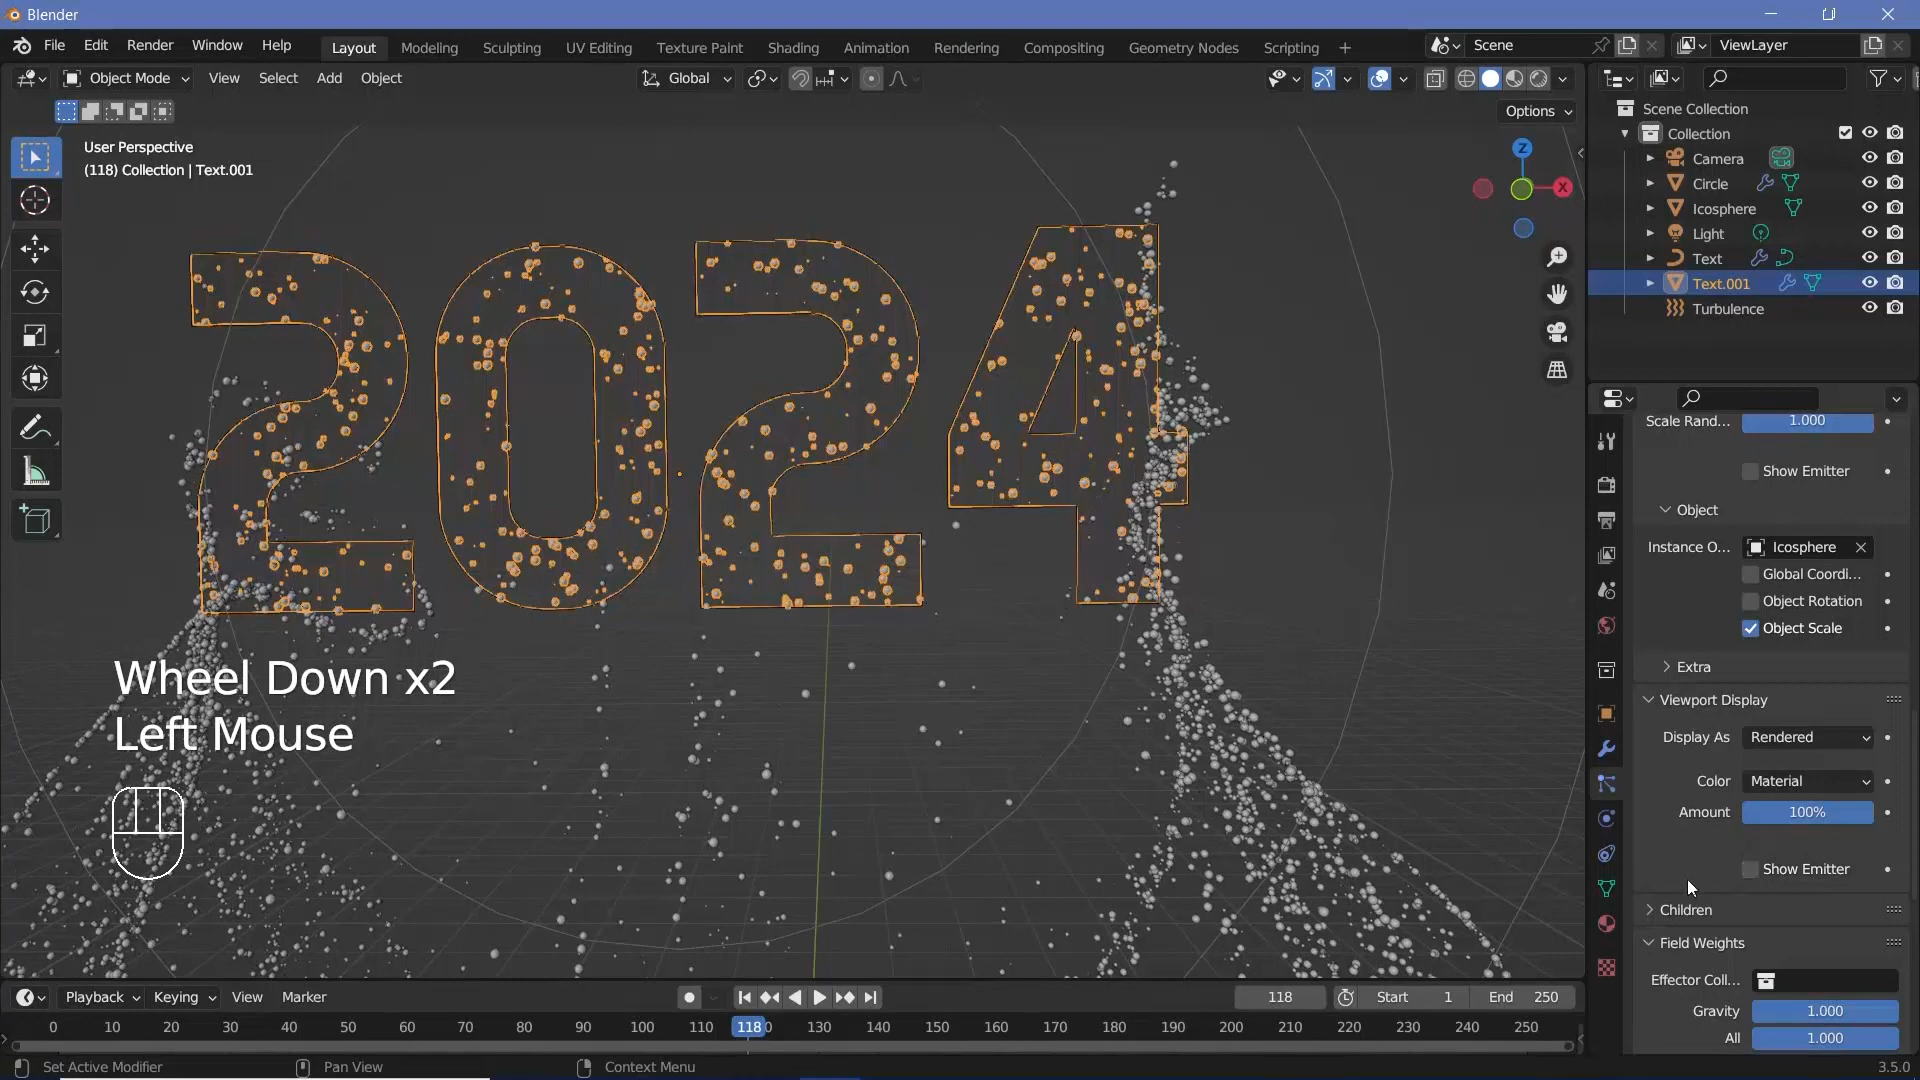 Blender
File Edit Render Window Help
Layout Modeling Sculpting UV Editing Texture Paint Shading Animation Rendering Compositing Geometry Nodes Scripting +
Scene
ViewLayer
Object Mode View Select Add Object
Global
Options
User Perspective
(118) Collection | Text.001
Z
X
2024
Wheel Down x2
Left Mouse
Scene Collection
Collection
Camera
Circle
Icosphere
Light
Text
Text.001
Turbulence
Scale Rand... 1.000
Show Emitter
Object
Instance O... Icosphere
Global Coordi...
Object Rotation
Object Scale
Extra
Viewport Display
Display As Rendered
Color Material
Amount 100%
Show Emitter
Children
Field Weights
Effector Coll...
Gravity 1.000
All 1.000
Playback Keying View Marker
118 Start 1 End 250
0 10 20 30 40 50 60 70 80 90 100 110 118 130 140 150 160 170 180 190 200 210 220 230 240 250
Set Active Modifier Pan View Context Menu 3.5.0